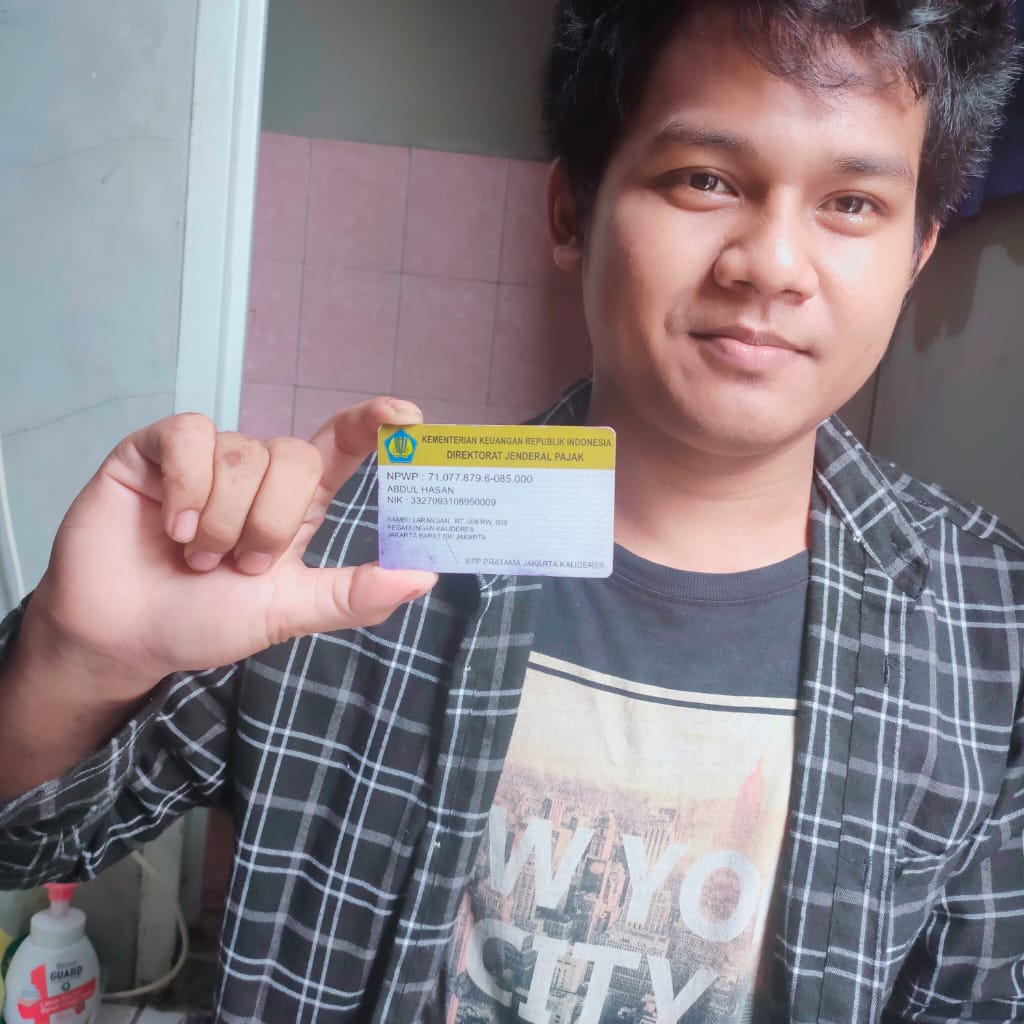 KEMENTERIAN KEUANGAN REPUBLIK INDONESIA
DIREKTORAT JENDERAL PAJAK
NPWP : 71.077.879.6-085.000
ABDUL HASAN
NIK : 3327093108950009
BAMBU LARANGAN RT. 008 RW. 009
PEGADUNGAN KALIDERES
JAKARTA BARAT DKI JAKARTA
KPP PRATAMA JAKARTA KALIDERES
W YO
CITY
GUARD